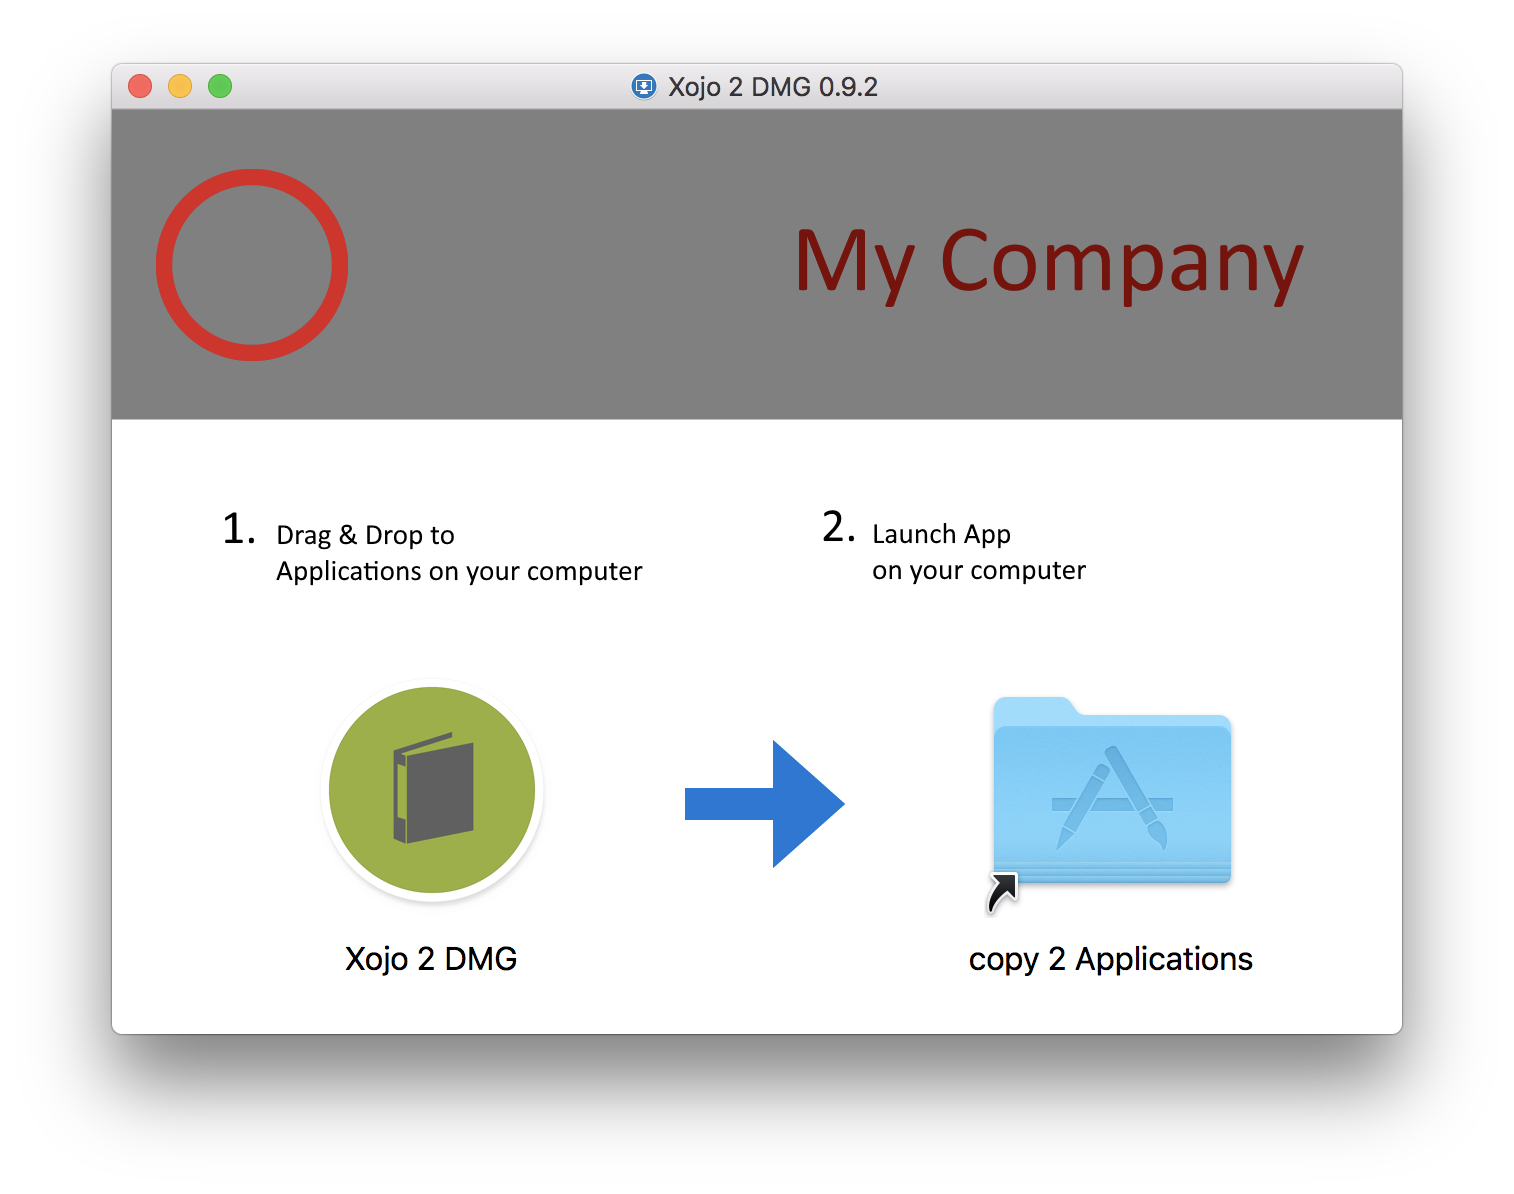 Xojo 2 DMG 0.9.2
My Company
1. Drag & Drop to
Applications on your computer
2. Launch App
on your computer
Xojo 2 DMG
copy 2 Applications